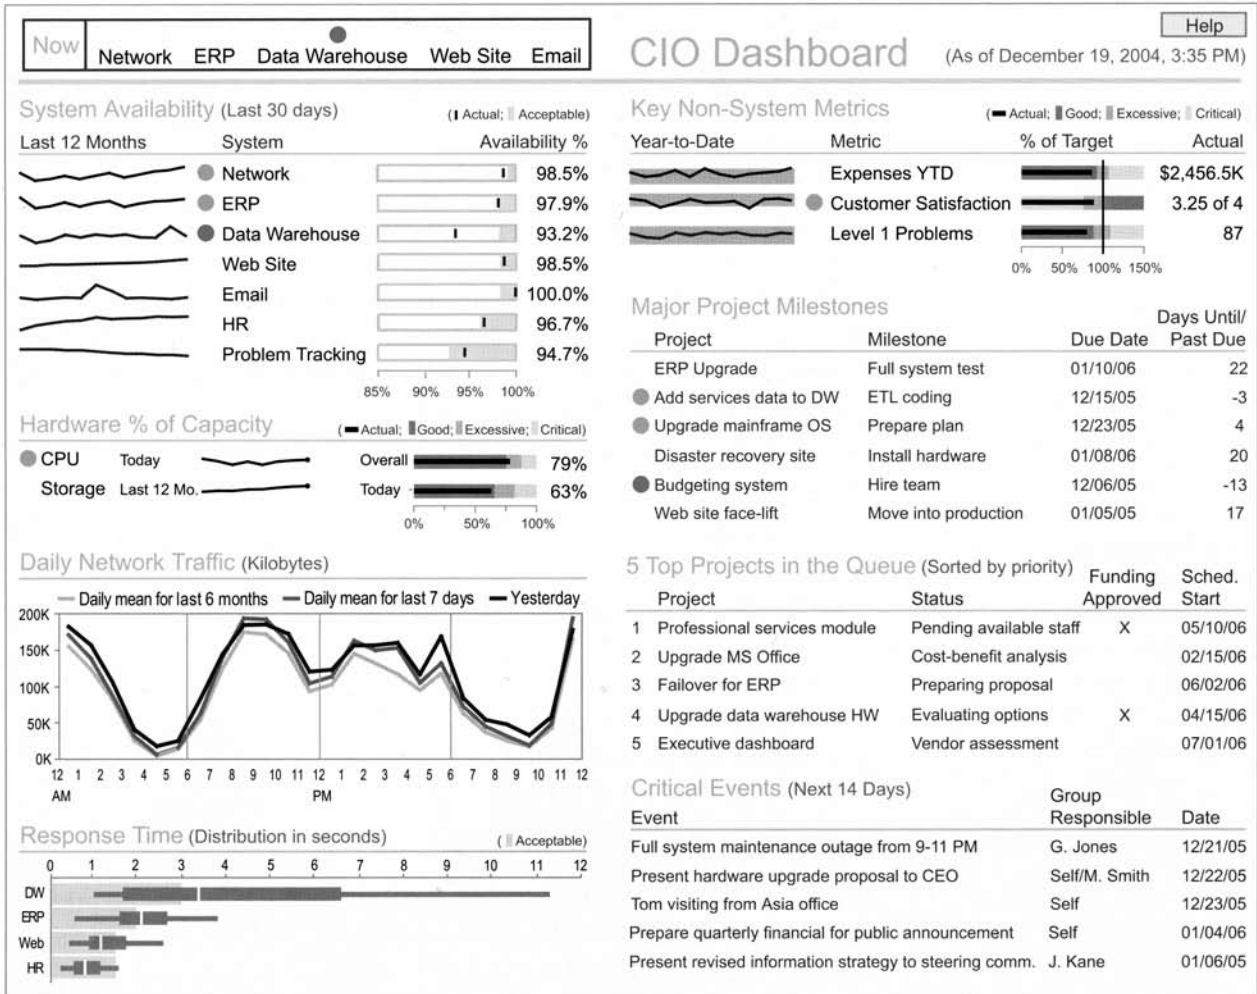 Now Network ERP Data Warehouse Web Site Email
CIO Dashboard
Help
(As of December 19, 2004, 3:35 PM)
System Availability (Last 30 days)
( Actual; Acceptable)
Last 12 Months System Availability %
Network 98.5%
ERP 97.9%
Data Warehouse 93.2%
Web Site 98.5%
Email 100.0%
HR 96.7%
Problem Tracking 94.7%
85% 90% 95% 100%
Hardware % of Capacity
( Actual; Good; Excessive; Critical)
CPU Today Overall 79%
Storage Last 12 Mo. Today 63%
0% 50% 100%
Daily Network Traffic (Kilobytes)
Daily mean for last 6 months Daily mean for last 7 days Yesterday
200K
150K
100K
50K
0K
12 1 2 3 4 5 6 7 8 9 10 11 12 1 2 3 4 5 6 7 8 9 10 11 12
AM PM
Response Time (Distribution in seconds)
( Acceptable)
0 1 2 3 4 5 6 7 8 9 10 11 12
DW
ERP
Web
HR
Key Non-System Metrics
( Actual; Good; Excessive; Critical)
Year-to-Date Metric % of Target Actual
Expenses YTD $2,456.5K
Customer Satisfaction 3.25 of 4
Level 1 Problems 87
0% 50% 100% 150%
Major Project Milestones
Days Until/
Project Milestone Due Date Past Due
ERP Upgrade Full system test 01/10/06 22
Add services data to DW ETL coding 12/15/05 -3
Upgrade mainframe OS Prepare plan 12/23/05 4
Disaster recovery site Install hardware 01/08/06 20
Budgeting system Hire team 12/06/05 -13
Web site face-lift Move into production 01/05/05 17
5 Top Projects in the Queue (Sorted by priority)
Funding Sched.
Project Status Approved Start
1 Professional services module Pending available staff X 05/10/06
2 Upgrade MS Office Cost-benefit analysis 02/15/06
3 Failover for ERP Preparing proposal 06/02/06
4 Upgrade data warehouse HW Evaluating options X 04/15/06
5 Executive dashboard Vendor assessment 07/01/06
Critical Events (Next 14 Days)
Group
Event Responsible Date
Full system maintenance outage from 9-11 PM G. Jones 12/21/05
Present hardware upgrade proposal to CEO Self/M. Smith 12/22/05
Tom visiting from Asia office Self 12/23/05
Prepare quarterly financial for public announcement Self 01/04/06
Present revised information strategy to steering comm. J. Kane 01/06/05